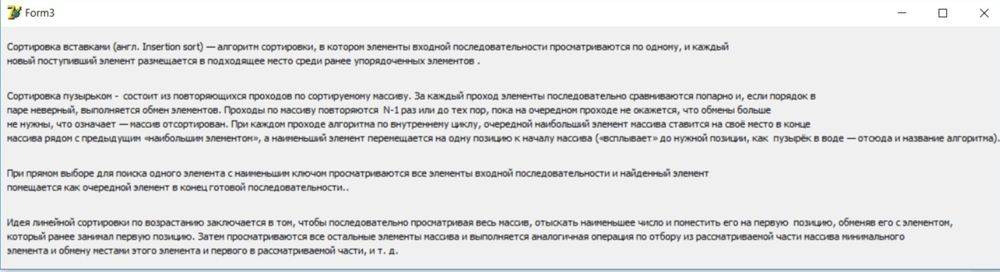 Form3
Сортировка вставками (англ. Insertion sort) — алгоритм сортировки, в котором элементы входной последовательности просматриваются по одному, и каждый
новый поступивший элемент размещается в подходящее место среди ранее упорядоченных элементов .
Сортировка пузырьком -  состоит из повторяющихся проходов по сортируемому массиву. За каждый проход элементы последовательно сравниваются попарно и, если порядок в
паре неверный, выполняется обмен элементов. Проходы по массиву повторяются  N-1 раз или до тех пор, пока на очередном проходе не окажется, что обмены больше
не нужны, что означает — массив отсортирован. При каждом проходе алгоритма по внутреннему циклу, очередной наибольший элемент массива ставится на своё место в конце
массива рядом с предыдущим «наибольшим элементом», а наименьший элемент перемещается на одну позицию к началу массива («всплывает» до нужной позиции, как  пузырёк в воде — отсюда и название алгоритма).
При прямом выборе для поиска одного элемента с наименьшим ключом просматриваются все элементы входной последовательности и найденный элемент
помещается как очередной элемент в конец готовой последовательности..
Идея линейной сортировки по возрастанию заключается в том, чтобы последовательно просматривая весь массив, отыскать наименьшее число и поместить его на первую  позицию, обменяв его с элементом,
который ранее занимал первую позицию. Затем просматриваются все остальные элементы массива и выполняется аналогичная операция по отбору из рассматриваемой части массива минимального
элемента и обмену местами этого элемента и первого в рассматриваемой части, и т. д.